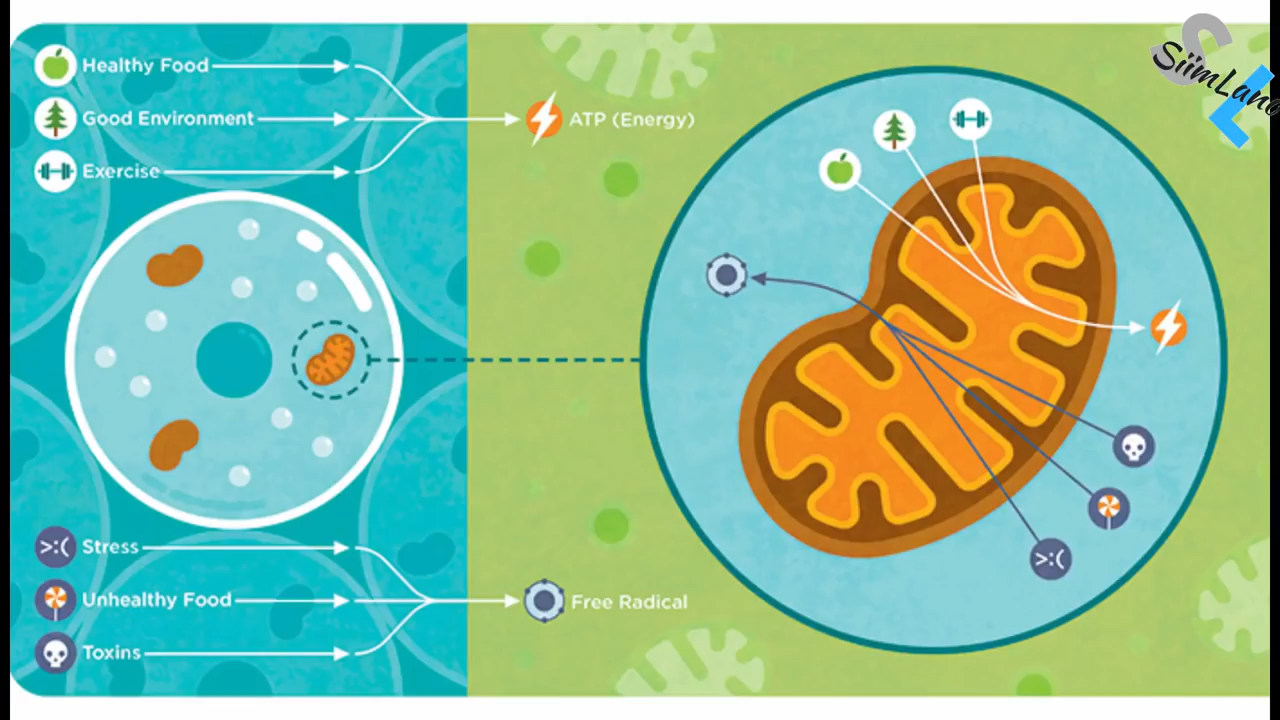 Healthy Food
Good Environment
Exercise
ATP (Energy)
SiimLand
Stress
Unhealthy Food
Toxins
Free Radical
>:(
>:(